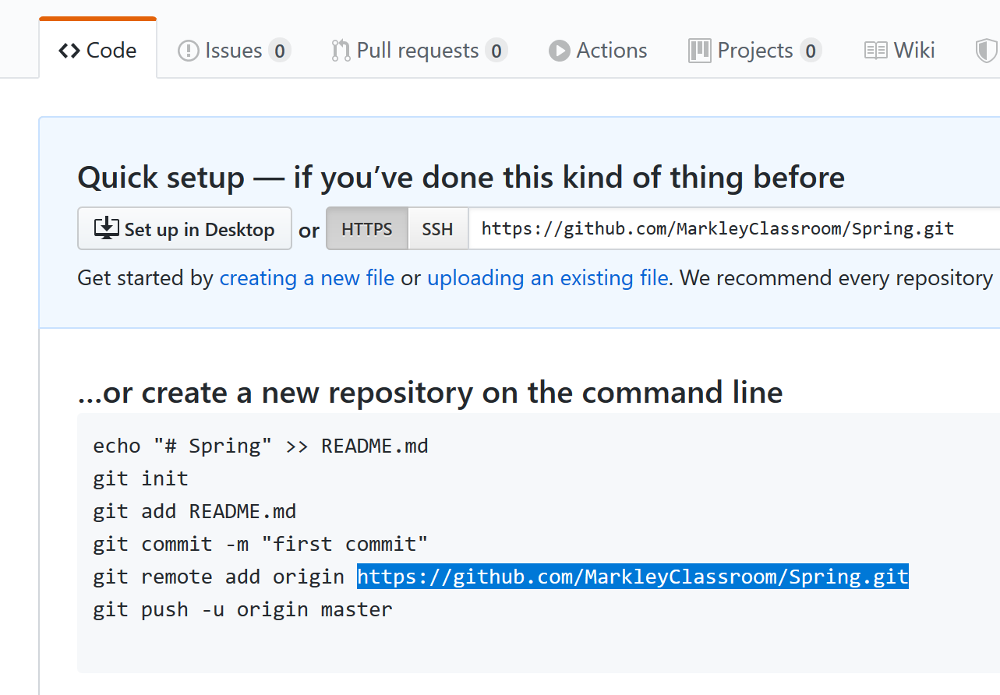 Code Issues 0 Pull requests 0 Actions Projects 0 Wiki
Quick setup — if you’ve done this kind of thing before
Set up in Desktop or HTTPS SSH https://github.com/MarkleyClassroom/Spring.git
Get started by creating a new file or uploading an existing file. We recommend every repository
…or create a new repository on the command line
echo "# Spring" >> README.md
git init
git add README.md
git commit -m "first commit"
git remote add origin https://github.com/MarkleyClassroom/Spring.git
git push -u origin master